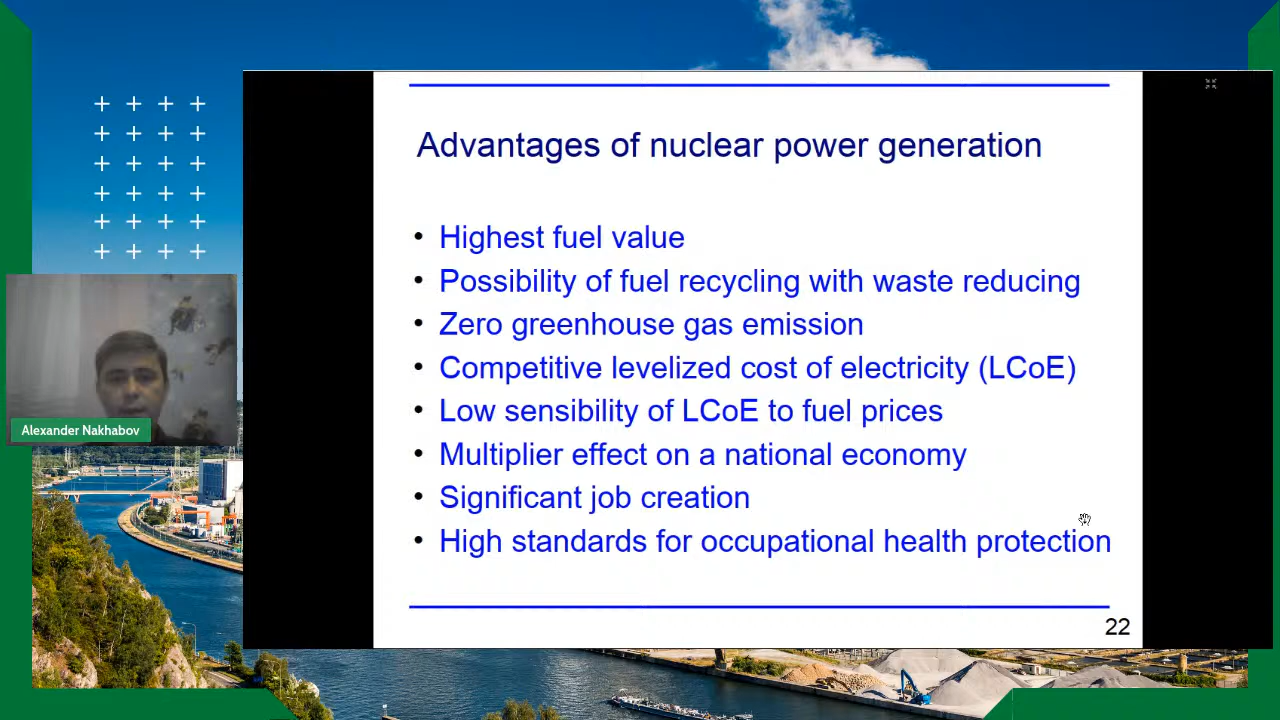 Advantages of nuclear power generation
• Highest fuel value
• Possibility of fuel recycling with waste reducing
• Zero greenhouse gas emission
• Competitive levelized cost of electricity (LCoE)
• Low sensibility of LCoE to fuel prices
• Multiplier effect on a national economy
• Significant job creation
• High standards for occupational health protection
22
Alexander Nakhabov